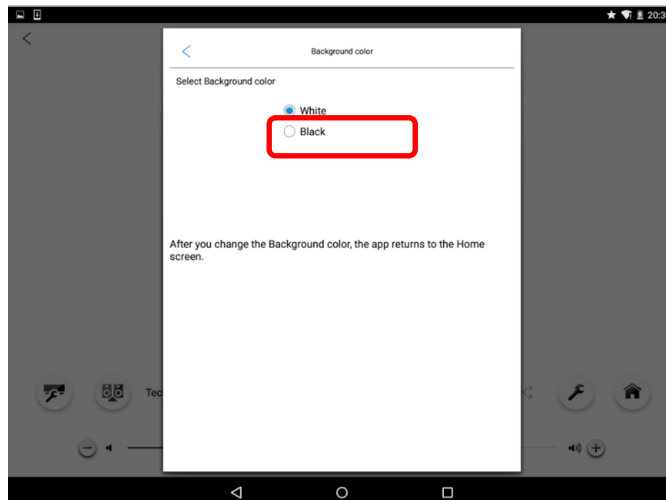 20:3
Background color
Select Background color
White
Black
After you change the Background color, the app returns to the Home
screen.
Tec